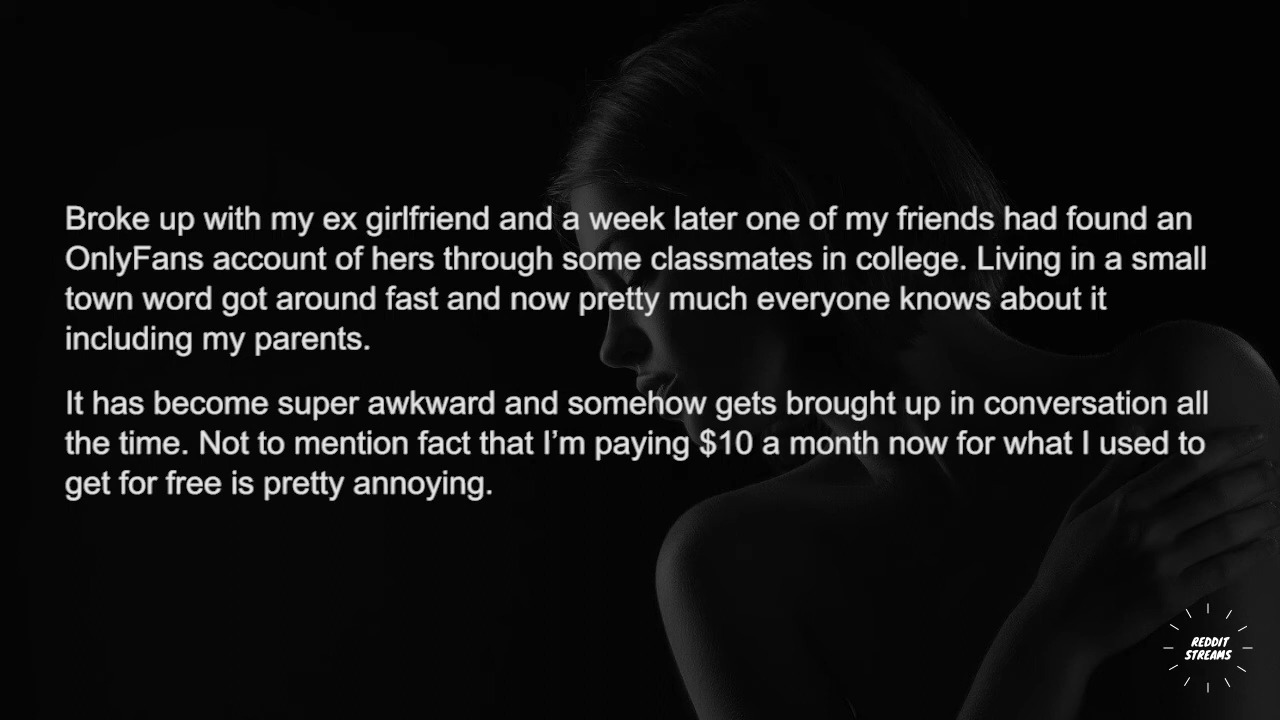 Broke up with my ex girlfriend and a week later one of my friends had found an
OnlyFans account of hers through some classmates in college. Living in a small
town word got around fast and now pretty much everyone knows about it
including my parents.
It has become super awkward and somehow gets brought up in conversation all
the time. Not to mention fact that I’m paying $10 a month now for what I used to
get for free is pretty annoying.
REDDIT
STREAMS